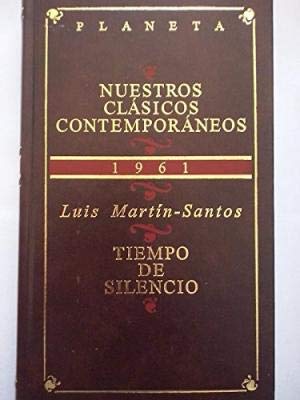 PLANETA
NUESTROS
CLÁSICOS
CONTEMPORÁNEOS
1961
Luis Martín-Santos
TIEMPO
DE
SILENCIO